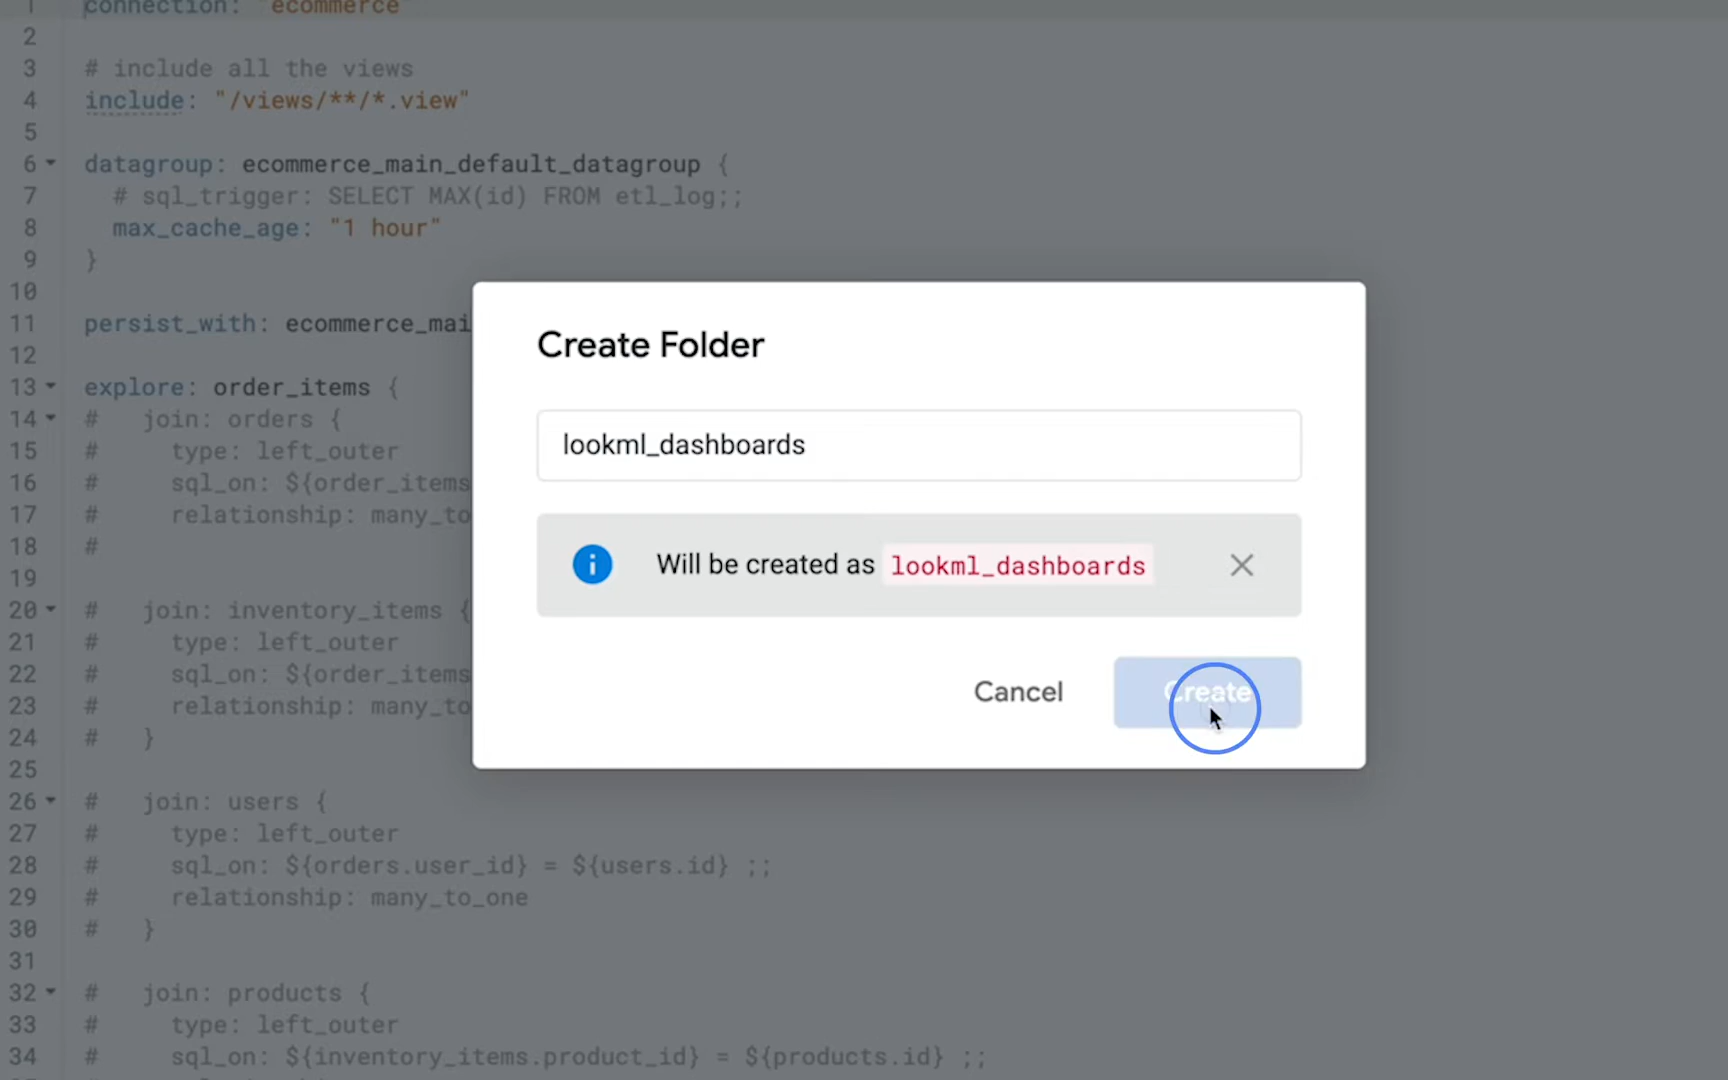 1 connection: "ecommerce"
2
3 # include all the views
4 include: "/views/**/*.view"
5
6 datagroup: ecommerce_main_default_datagroup {
7 # sql_trigger: SELECT MAX(id) FROM etl_log;;
8 max_cache_age: "1 hour"
9 }
10
11 persist_with: ecommerce_mai
12
13 explore: order_items {
14 # join: orders {
15 # type: left_outer
16 # sql_on: ${order_items
17 # relationship: many_to
18 #
19
20 # join: inventory_items {
21 # type: left_outer
22 # sql_on: ${order_items
23 # relationship: many_to
24 # }
25
26 # join: users {
27 # type: left_outer
28 # sql_on: ${orders.user_id} = ${users.id} ;;
29 # relationship: many_to_one
30 # }
31
32 # join: products {
33 # type: left_outer
34 # sql_on: ${inventory_items.product_id} = ${products.id} ;;
Create Folder
lookml_dashboards
Will be created as lookml_dashboards
Cancel
Create